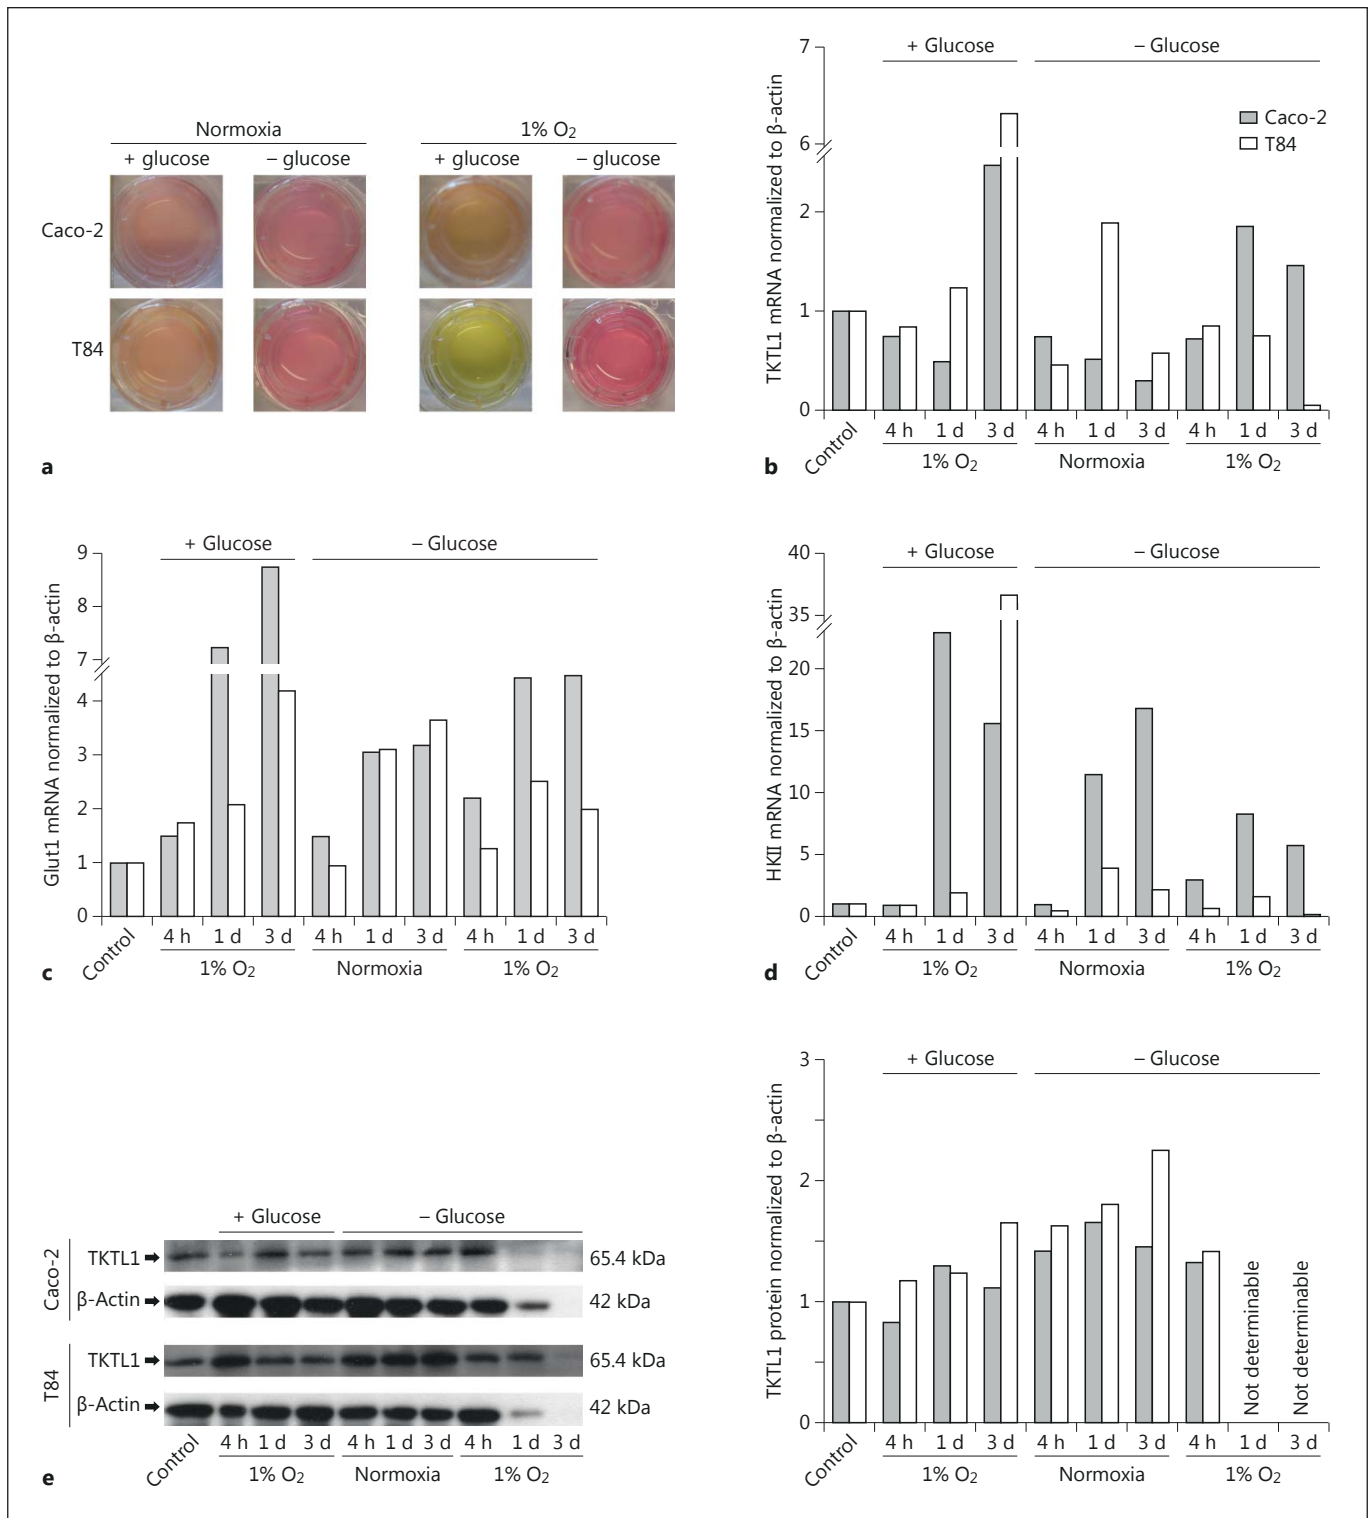 Normoxia
1% O2
+ glucose
– glucose
+ glucose
– glucose
Caco-2
T84
a
TKTL1 mRNA normalized to β-actin
7
6
2
1
0
+ Glucose
– Glucose
Caco-2
T84
Control
4 h
1 d
3 d
4 h
1 d
3 d
4 h
1 d
3 d
1% O2
Normoxia
1% O2
b
Glut1 mRNA normalized to β-actin
9
8
7
4
3
2
1
0
+ Glucose
– Glucose
Control
4 h
1 d
3 d
4 h
1 d
3 d
4 h
1 d
3 d
1% O2
Normoxia
1% O2
c
HKII mRNA normalized to β-actin
40
35
20
15
10
5
0
+ Glucose
– Glucose
Control
4 h
1 d
3 d
4 h
1 d
3 d
4 h
1 d
3 d
1% O2
Normoxia
1% O2
d
+ Glucose
– Glucose
Caco-2
TKTL1
65.4 kDa
β-Actin
42 kDa
T84
TKTL1
65.4 kDa
β-Actin
42 kDa
Control
4 h
1 d
3 d
4 h
1 d
3 d
4 h
1 d
3 d
1% O2
Normoxia
1% O2
e
TKTL1 protein normalized to β-actin
3
2
1
0
+ Glucose
– Glucose
Not determinable
Not determinable
Control
4 h
1 d
3 d
4 h
1 d
3 d
4 h
1 d
3 d
1% O2
Normoxia
1% O2